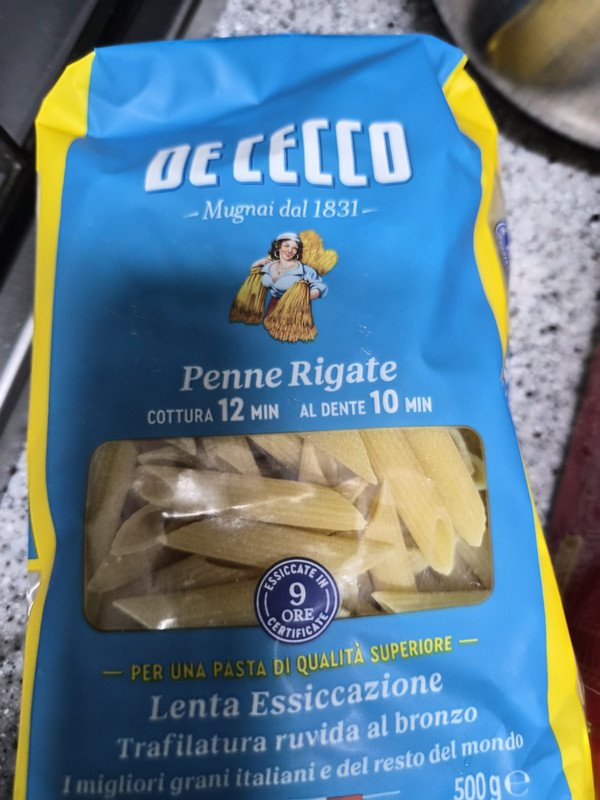 DE CECCO
Mugnai dal 1831
Penne Rigate
COTTURA 12 MIN AL DENTE 10 MIN
ESSICCATE IN
9
ORE
CERTIFICATE
PER UNA PASTA DI QUALITÀ SUPERIORE
Lenta Essiccazione
Trafilatura ruvida al bronzo
I migliori grani italiani e del resto del mondo
500 g e